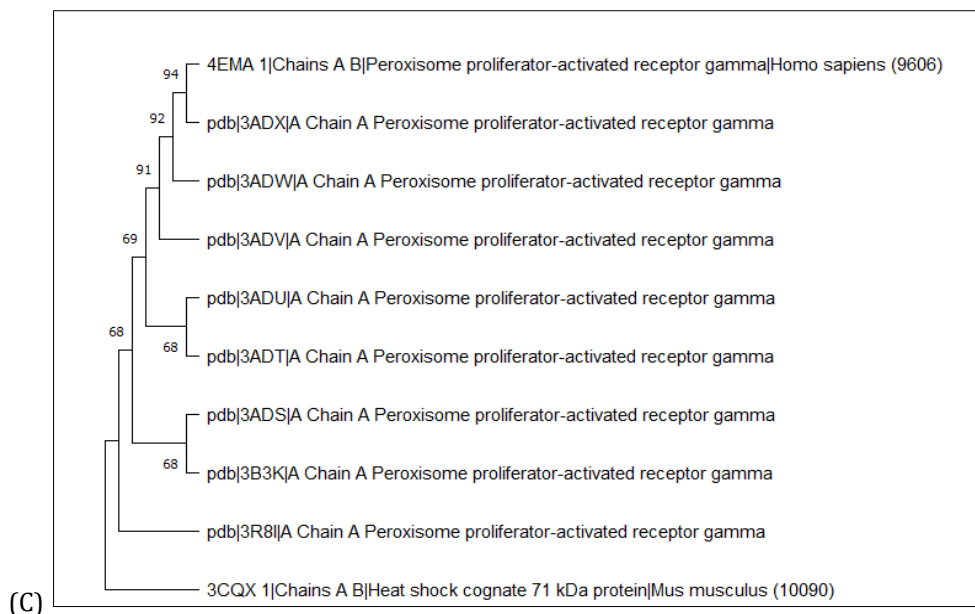 4EMA 1|Chains A B|Peroxisome proliferator-activated receptor gamma|Homo sapiens (9606)
94
pdb|3ADX|A Chain A Peroxisome proliferator-activated receptor gamma
92
pdb|3ADW|A Chain A Peroxisome proliferator-activated receptor gamma
91
pdb|3ADV|A Chain A Peroxisome proliferator-activated receptor gamma
69
pdb|3ADU|A Chain A Peroxisome proliferator-activated receptor gamma
68
pdb|3ADT|A Chain A Peroxisome proliferator-activated receptor gamma
68
pdb|3ADS|A Chain A Peroxisome proliferator-activated receptor gamma
68
pdb|3B3K|A Chain A Peroxisome proliferator-activated receptor gamma
pdb|3R8I|A Chain A Peroxisome proliferator-activated receptor gamma
3CQX 1|Chains A B|Heat shock cognate 71 kDa protein|Mus musculus (10090)
(C)